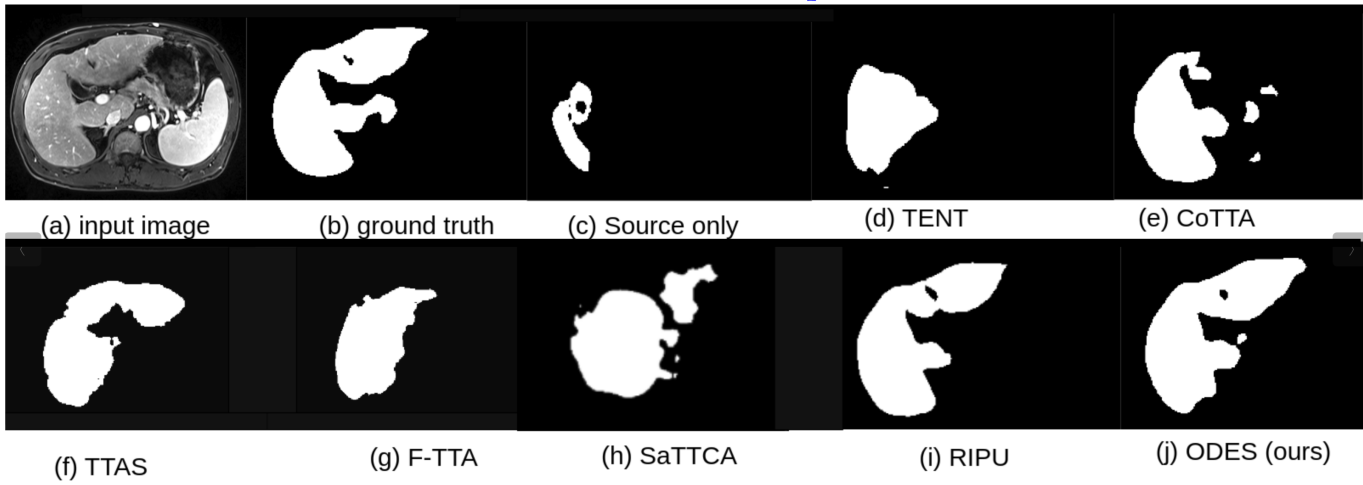 (a) input image
(b) ground truth
(c) Source only
(d) TENT
(e) CoTTA
(f) TTAS
(g) F-TTA
(h) SaTTCA
(i) RIPU
(j) ODES (ours)